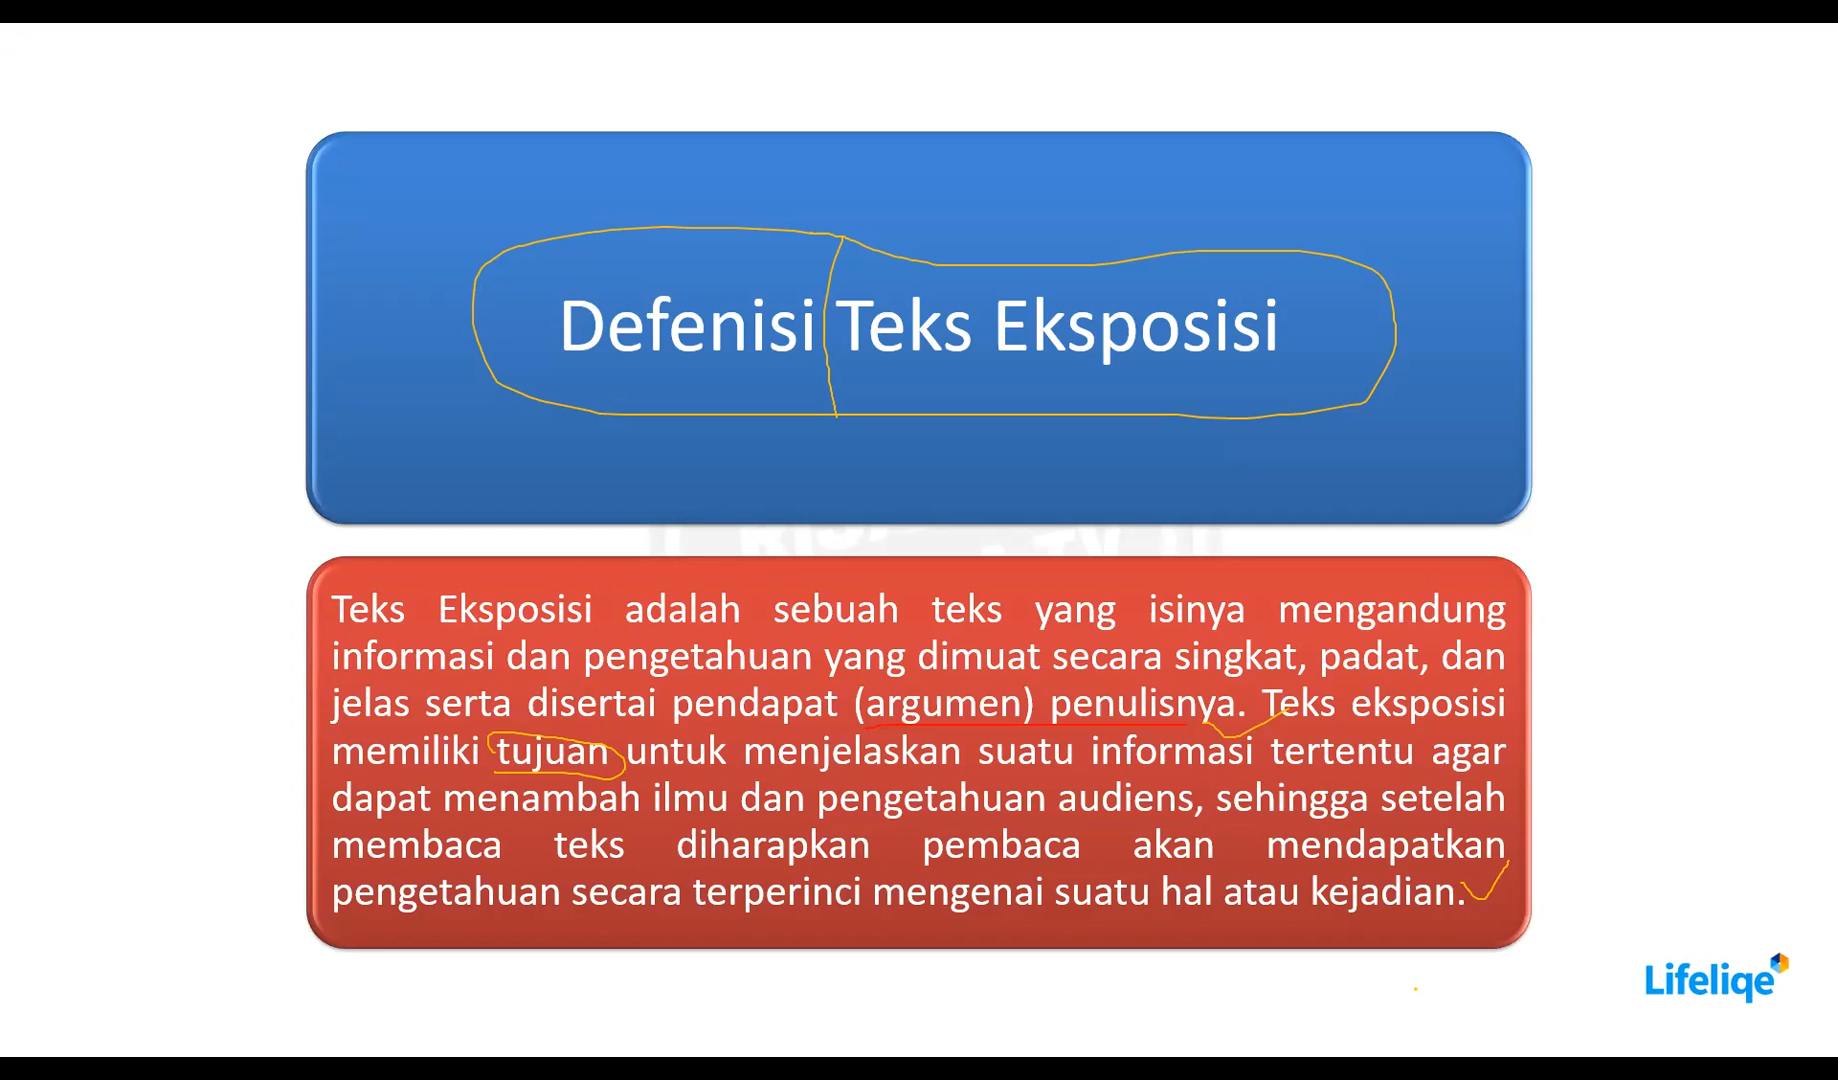 Defenisi Teks Eksposisi
Teks Eksposisi adalah sebuah teks yang isinya mengandung
informasi dan pengetahuan yang dimuat secara singkat, padat, dan
jelas serta disertai pendapat (argumen) penulisnya. Teks eksposisi
memiliki tujuan untuk menjelaskan suatu informasi tertentu agar
dapat menambah ilmu dan pengetahuan audiens, sehingga setelah
membaca teks diharapkan pembaca akan mendapatkan
pengetahuan secara terperinci mengenai suatu hal atau kejadian.
Lifeliqe